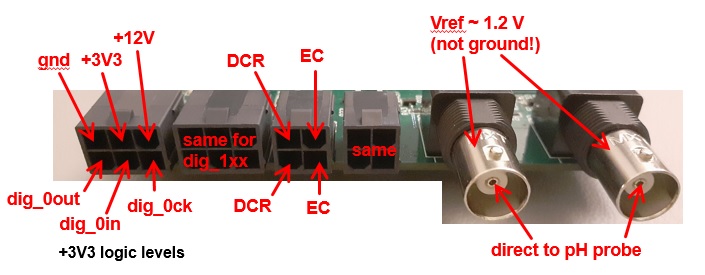 Vref ~ 1.2 V
(not ground!)
+12V
gnd
+3V3
DCR
EC
same for
dig_1xx
same
dig_0out
dig_0in
dig_0ck
DCR
EC
direct to pH probe
+3V3 logic levels